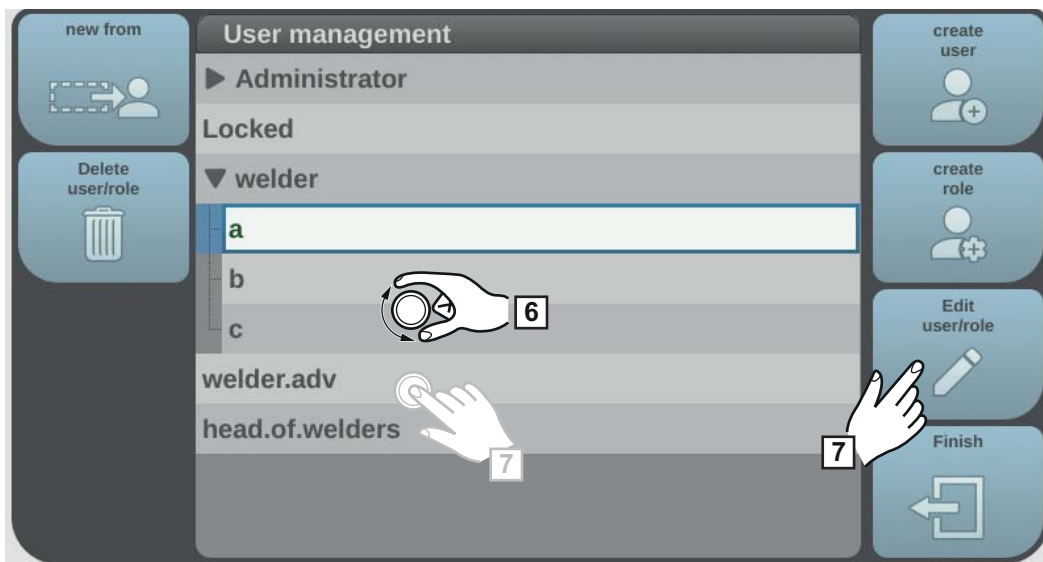 new from
Delete
user/role
User management
Administrator
Locked
welder
a
b
c
welder.adv
head.of.welders
6
7
create
user
create
role
Edit
user/role
7
Finish